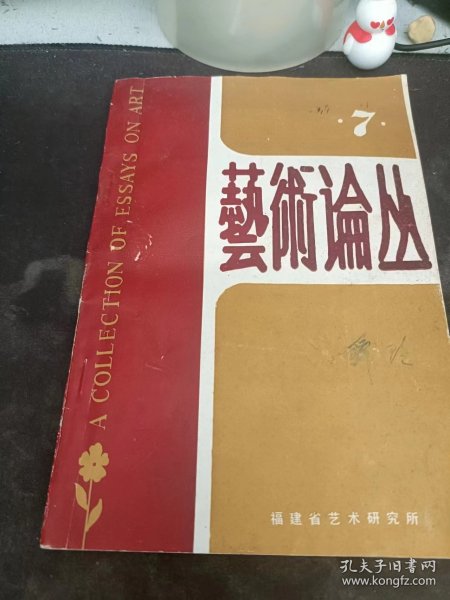 ·7·
藝術论丛
A COLLECTION OF ESSAYS ON ART
福建省艺术研究所
孔夫子旧书网
www.kongfz.com